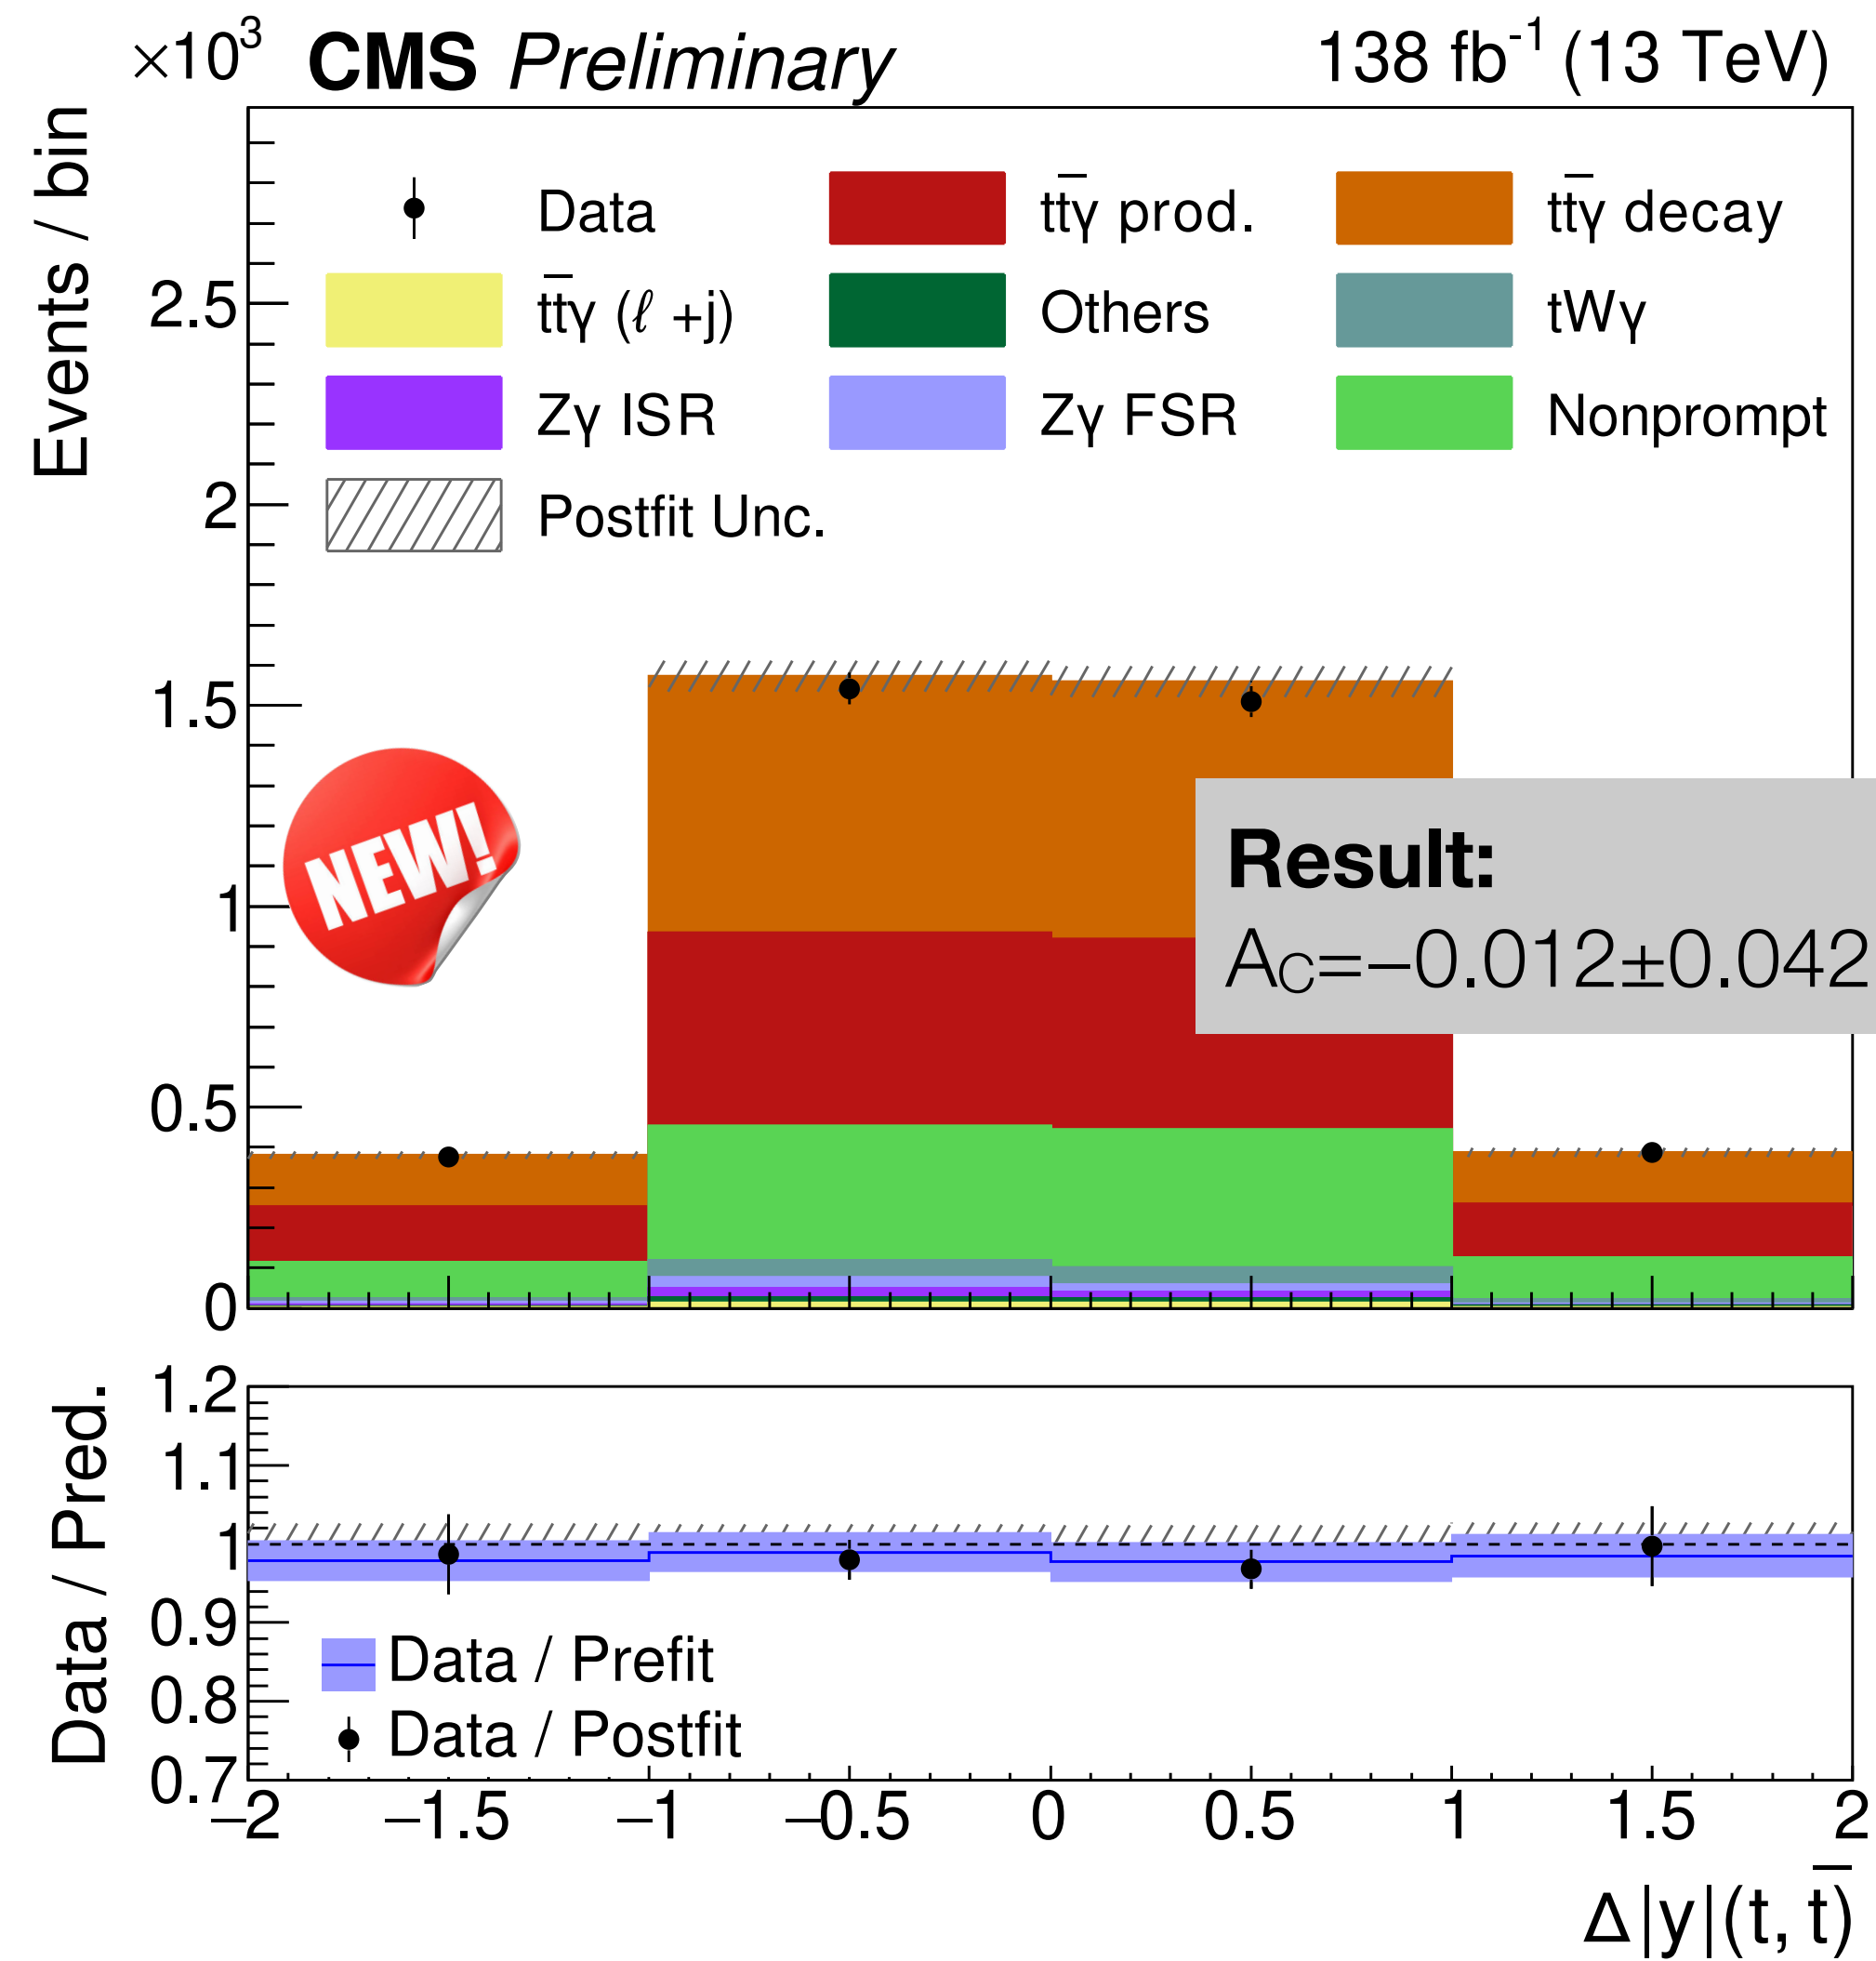 ×10³ CMS Preliminary 138 fb⁻¹ (13 TeV)
Events / bin
Data
tt̄γ prod.
tt̄γ decay
tt̄γ (ℓ +j)
Others
tWγ
Zγ ISR
Zγ FSR
Nonprompt
Postfit Unc.
2.5
2
1.5
1
0.5
0
NEW!
Result:
A_C=−0.012±0.042
Data / Pred.
1.2
1.1
1
0.9
0.8
0.7
Data / Prefit
Data / Postfit
−2 −1.5 −1 −0.5 0 0.5 1 1.5 2
Δ|y|(t, t̄)